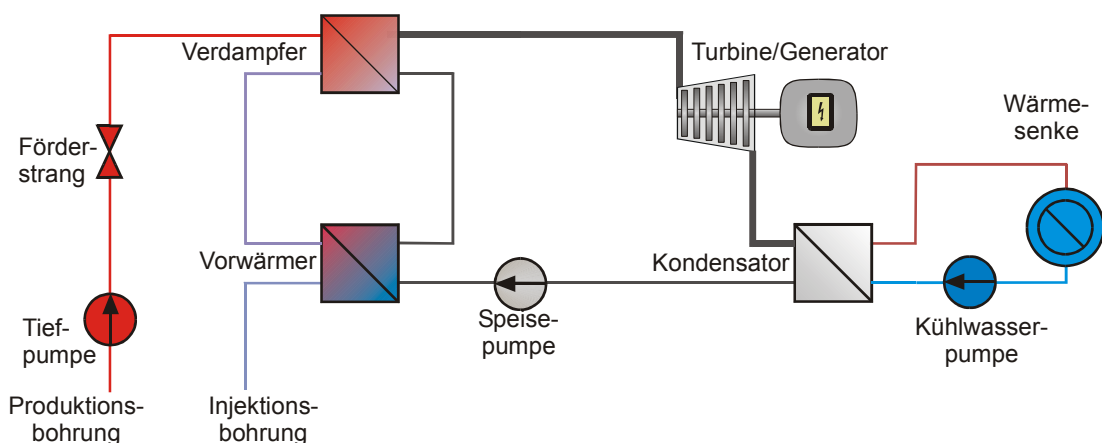 Verdampfer
Turbine/Generator
Wärme-
senke
Förder-
strang
Vorwärmer
Kondensator
Speise-
pumpe
Kühlwasser-
pumpe
Tief-
pumpe
Produktions-
bohrung
Injektions-
bohrung